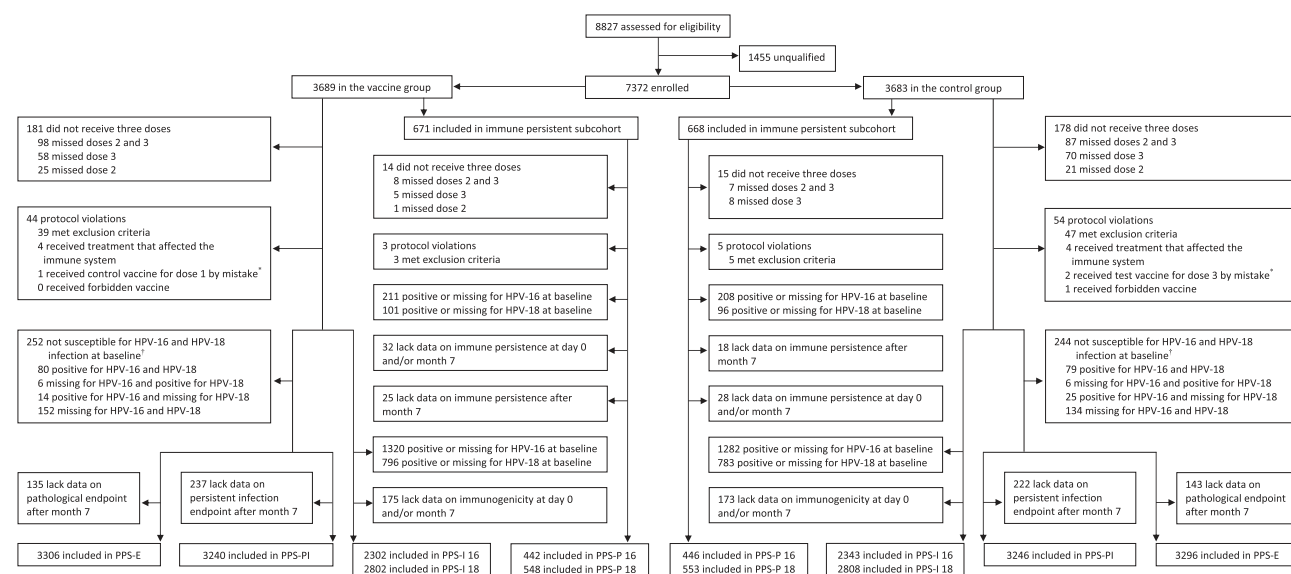 8827 assessed for eligibility
1455 unqualified
3689 in the vaccine group
7372 enrolled
3683 in the control group
671 included in immune persistent subcohort
668 included in immune persistent subcohort
181 did not receive three doses
98 missed doses 2 and 3
58 missed dose 3
25 missed dose 2
14 did not receive three doses
8 missed doses 2 and 3
5 missed dose 3
1 missed dose 2
15 did not receive three doses
7 missed doses 2 and 3
8 missed dose 3
178 did not receive three doses
87 missed doses 2 and 3
70 missed dose 3
21 missed dose 2
44 protocol violations
39 met exclusion criteria
4 received treatment that affected the
immune system
1 received control vaccine for dose 1 by mistake*
0 received forbidden vaccine
3 protocol violations
3 met exclusion criteria
5 protocol violations
5 met exclusion criteria
54 protocol violations
47 met exclusion criteria
4 received treatment that affected the
immune system
2 received test vaccine for dose 3 by mistake*
1 received forbidden vaccine
211 positive or missing for HPV-16 at baseline
101 positive or missing for HPV-18 at baseline
208 positive or missing for HPV-16 at baseline
96 positive or missing for HPV-18 at baseline
252 not susceptible for HPV-16 and HPV-18
infection at baseline†
80 positive for HPV-16 and HPV-18
6 missing for HPV-16 and positive for HPV-18
14 positive for HPV-16 and missing for HPV-18
152 missing for HPV-16 and HPV-18
32 lack data on immune persistence at day 0
and/or month 7
18 lack data on immune persistence after
month 7
244 not susceptible for HPV-16 and HPV-18
infection at baseline†
79 positive for HPV-16 and HPV-18
6 missing for HPV-16 and positive for HPV-18
25 positive for HPV-16 and missing for HPV-18
134 missing for HPV-16 and HPV-18
25 lack data on immune persistence after
month 7
28 lack data on immune persistence at day 0
and/or month 7
1320 positive or missing for HPV-16 at baseline
796 positive or missing for HPV-18 at baseline
1282 positive or missing for HPV-16 at baseline
783 positive or missing for HPV-18 at baseline
135 lack data on
pathological endpoint
after month 7
237 lack data on
persistent infection
endpoint after month 7
175 lack data on immunogenicity at day 0
and/or month 7
173 lack data on immunogenicity at day 0
and/or month 7
222 lack data on
persistent infection
endpoint after month 7
143 lack data on
pathological endpoint
after month 7
3306 included in PPS-E
3240 included in PPS-PI
2302 included in PPS-I 16
2802 included in PPS-I 18
442 included in PPS-P 16
548 included in PPS-P 18
446 included in PPS-P 16
553 included in PPS-P 18
2343 included in PPS-I 16
2808 included in PPS-I 18
3246 included in PPS-PI
3296 included in PPS-E